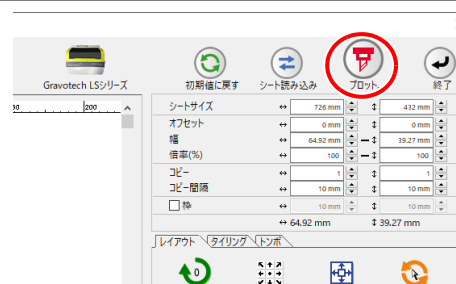 Gravotech LSシリーズ
初期値に戻す シート読み込み プロット 終了
200
シートサイズ ↔ 726 mm ↕ 432 mm
オフセット ↔ 0 mm ↕ 0 mm
幅 ↔ 64.92 mm ↕ 39.27 mm
倍率(%) ↔ 100 ↕ 100
コピー ↔ 1 ↕ 1
コピー間隔 ↔ 10 mm ↕ 10 mm
枠 ↔ 10 mm ↕ 10 mm
↔ 64.92 mm ↕ 39.27 mm
レイアウト タイリング トンボ
0